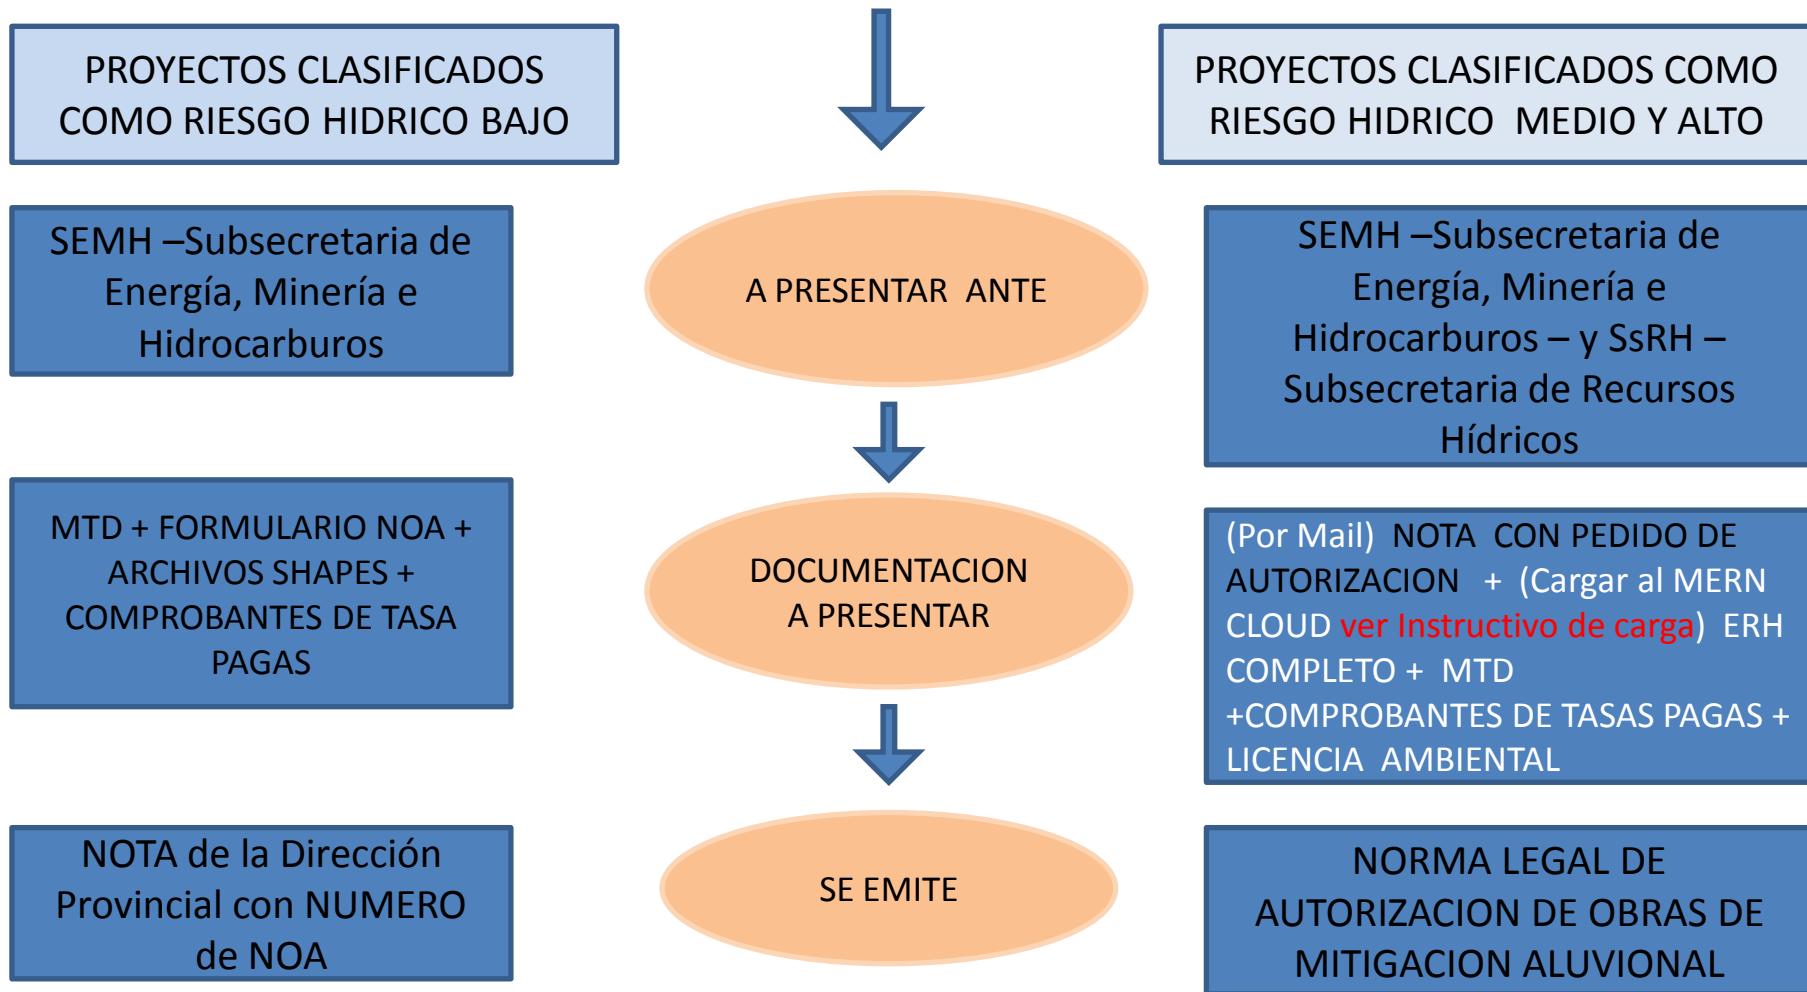 PROYECTOS CLASIFICADOS
COMO RIESGO HIDRICO BAJO
PROYECTOS CLASIFICADOS COMO
RIESGO HIDRICO MEDIO Y ALTO
SEMH –Subsecretaria de
Energía, Minería e
Hidrocarburos
A PRESENTAR ANTE
SEMH –Subsecretaria de
Energía, Minería e
Hidrocarburos – y SsRH –
Subsecretaria de Recursos
Hídricos
MTD + FORMULARIO NOA +
ARCHIVOS SHAPES +
COMPROBANTES DE TASA
PAGAS
DOCUMENTACION
A PRESENTAR
(Por Mail) NOTA CON PEDIDO DE
AUTORIZACION + (Cargar al MERN
CLOUD ver Instructivo de carga) ERH
COMPLETO + MTD
+COMPROBANTES DE TASAS PAGAS +
LICENCIA AMBIENTAL
NOTA de la Dirección
Provincial con NUMERO
de NOA
SE EMITE
NORMA LEGAL DE
AUTORIZACION DE OBRAS DE
MITIGACION ALUVIONAL